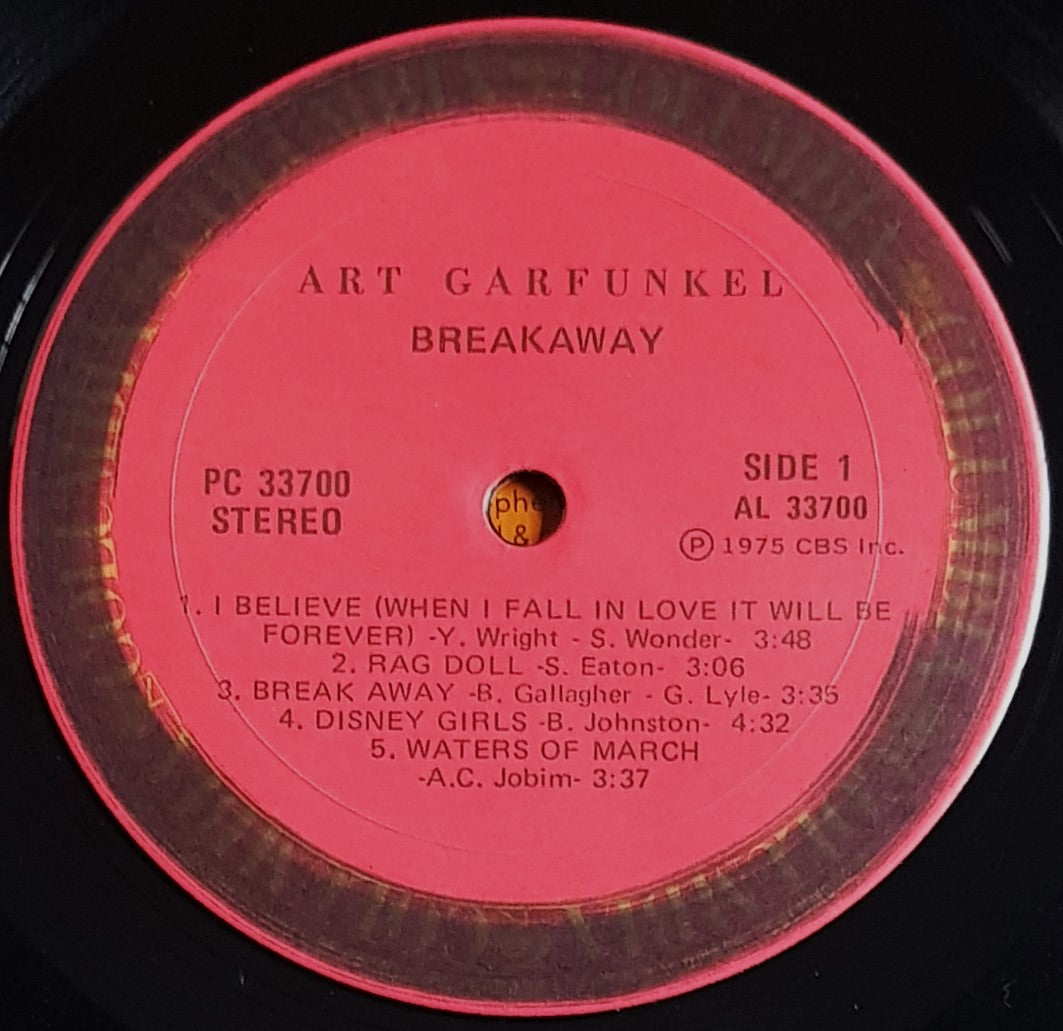 ART GARFUNKEL
BREAKAWAY
PC 33700
STEREO
SIDE 1
AL 33700
Ⓟ 1975 CBS Inc.
1. I BELIEVE (WHEN I FALL IN LOVE IT WILL BE
FOREVER) -Y. Wright - S. Wonder- 3:48
2. RAG DOLL -S. Eaton- 3:06
3. BREAK AWAY -B. Gallagher - G. Lyle- 3:35
4. DISNEY GIRLS -B. Johnston- 4:32
5. WATERS OF MARCH
-A.C. Jobim- 3:37
&